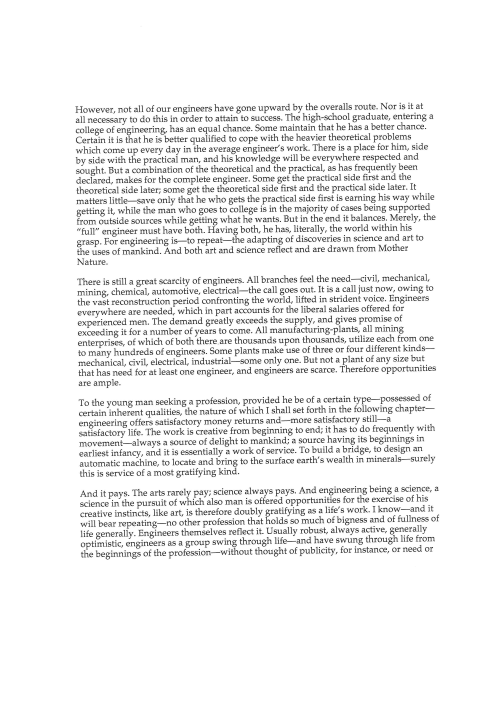 However, not all of our engineers have gone upward by the overalls route. Nor is it at
all necessary to do this in order to attain to success. The high-school graduate, entering a
college of engineering, has an equal chance. Some maintain that he has a better chance.
Certain it is that he is better qualified to cope with the heavier theoretical problems
which come up every day in the average engineer's work. There is a place for him, side
by side with the practical man, and his knowledge will be everywhere respected and
sought. But a combination of the theoretical and the practical, as has frequently been
declared, makes for the complete engineer. Some get the practical side first and the
theoretical side later; some get the theoretical side first and the practical side later. It
matters little—save only that he who gets the practical side first is earning his way while
getting it, while the man who goes to college is in the majority of cases being supported
from outside sources while getting what he wants. But in the end it balances. Merely, the
“full” engineer must have both. Having both, he has, literally, the world within his
grasp. For engineering is—to repeat—the adapting of discoveries in science and art to
the uses of mankind. And both art and science reflect and are drawn from Mother
Nature.
There is still a great scarcity of engineers. All branches feel the need—civil, mechanical,
mining, chemical, automotive, electrical—the call goes out. It is a call just now, owing to
the vast reconstruction period confronting the world, lifted in strident voice. Engineers
everywhere are needed, which in part accounts for the liberal salaries offered for
experienced men. The demand greatly exceeds the supply, and gives promise of
exceeding it for a number of years to come. All manufacturing-plants, all mining
enterprises, of which of both there are thousands upon thousands, utilize each from one
to many hundreds of engineers. Some plants make use of three or four different kinds—
mechanical, civil, electrical, industrial—some only one. But not a plant of any size but
that has need for at least one engineer, and engineers are scarce. Therefore opportunities
are ample.
To the young man seeking a profession, provided he be of a certain type—possessed of
certain inherent qualities, the nature of which I shall set forth in the following chapter—
engineering offers satisfactory money returns and—more satisfactory still—a
satisfactory life. The work is creative from beginning to end; it has to do frequently with
movement—always a source of delight to mankind; a source having its beginnings in
earliest infancy, and it is essentially a work of service. To build a bridge, to design an
automatic machine, to locate and bring to the surface earth's wealth in minerals—surely
this is service of a most gratifying kind.
And it pays. The arts rarely pay; science always pays. And engineering being a science, a
science in the pursuit of which also man is offered opportunities for the exercise of his
creative instincts, like art, is therefore doubly gratifying as a life's work. I know—and it
will bear repeating—no other profession that holds so much of bigness and of fullness of
life generally. Engineers themselves reflect it. Usually robust, always active, generally
optimistic, engineers as a group swing through life—and have swung through life from
the beginnings of the profession—without thought of publicity, for instance, or need or